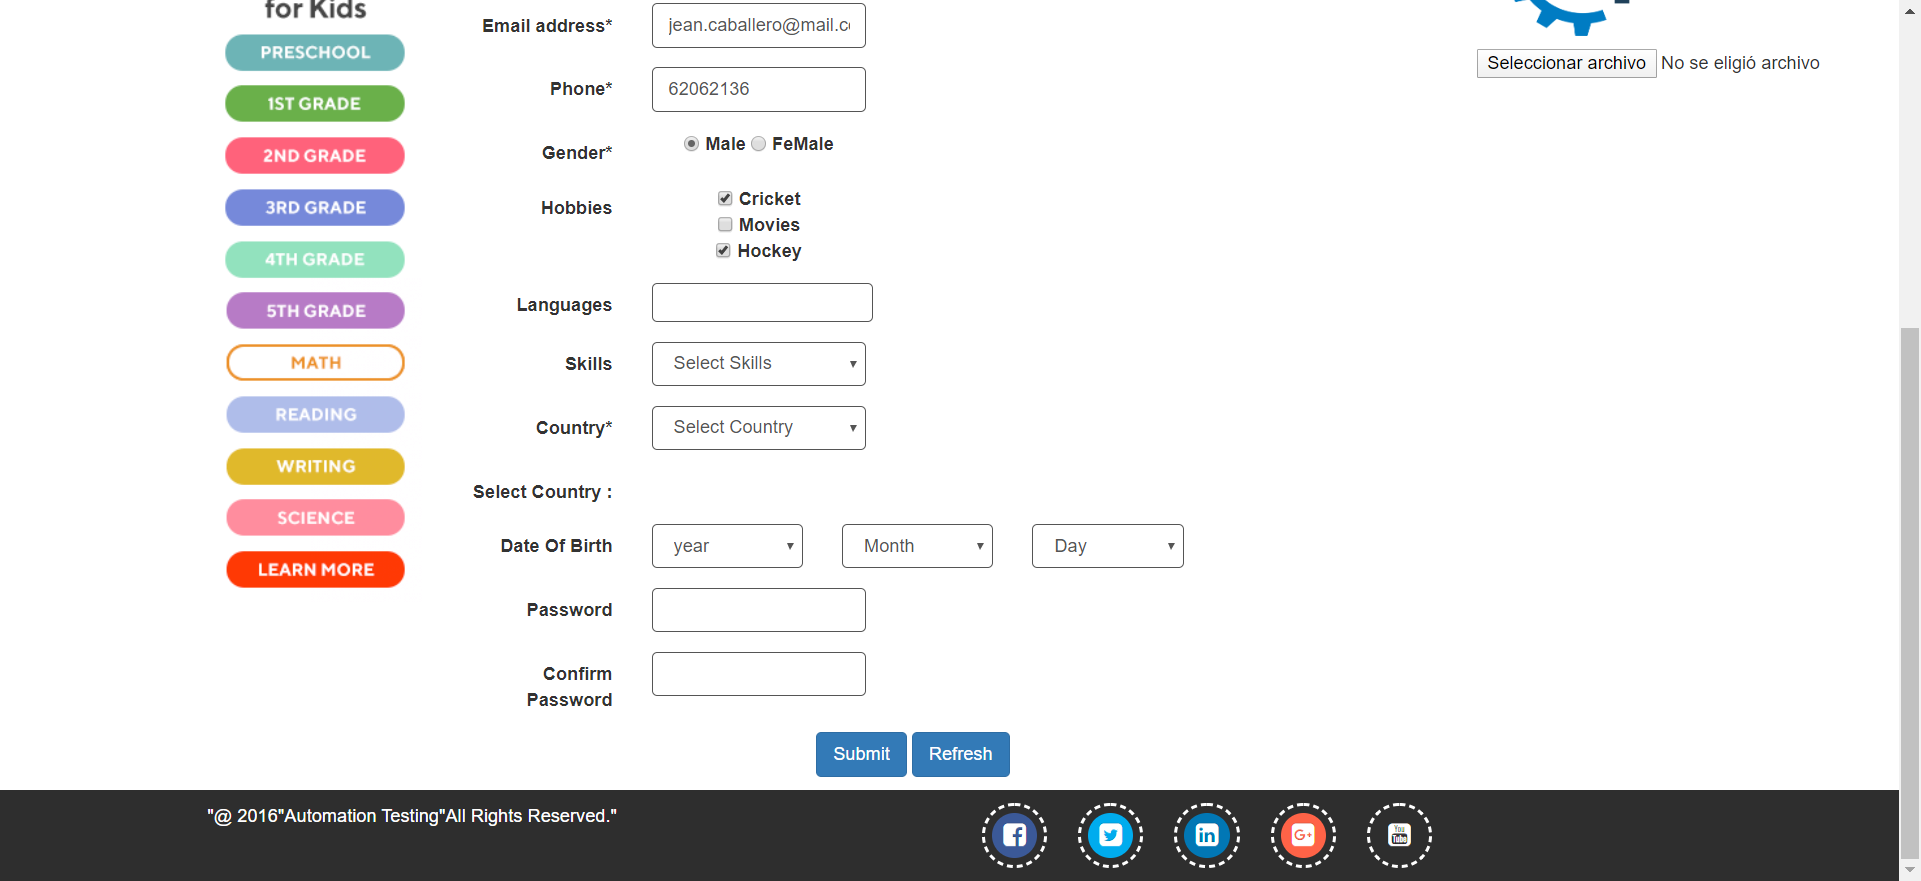 for Kids
PRESCHOOL
1ST GRADE
2ND GRADE
3RD GRADE
4TH GRADE
5TH GRADE
MATH
READING
WRITING
SCIENCE
LEARN MORE
Email address* jean.caballero@mail.c
Phone* 62062136
Gender* Male FeMale
Hobbies Cricket
Movies
Hockey
Languages
Skills Select Skills
Country* Select Country
Select Country :
Date Of Birth year Month Day
Password
Confirm
Password
Submit Refresh
Seleccionar archivo No se eligió archivo
"@ 2016"Automation Testing"All Rights Reserved."
f
in
G+
You
Tube